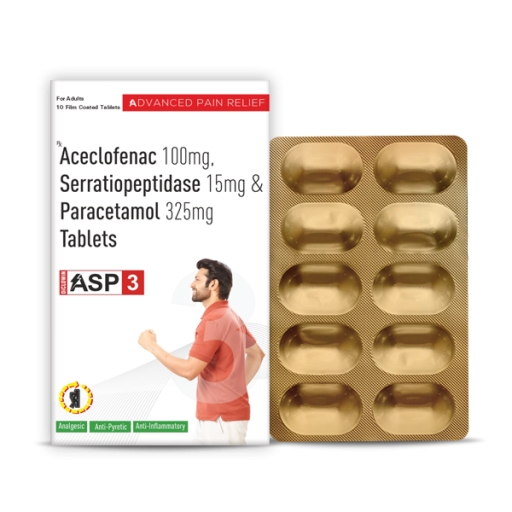 For Adults
10 Film Coated Tablets
ADVANCED PAIN RELIEF
Rx
Aceclofenac 100mg,
Serratiopeptidase 15mg &
Paracetamol 325mg
Tablets
ASP 3
Analgesic
Anti-Pyretic
Anti-Inflammatory